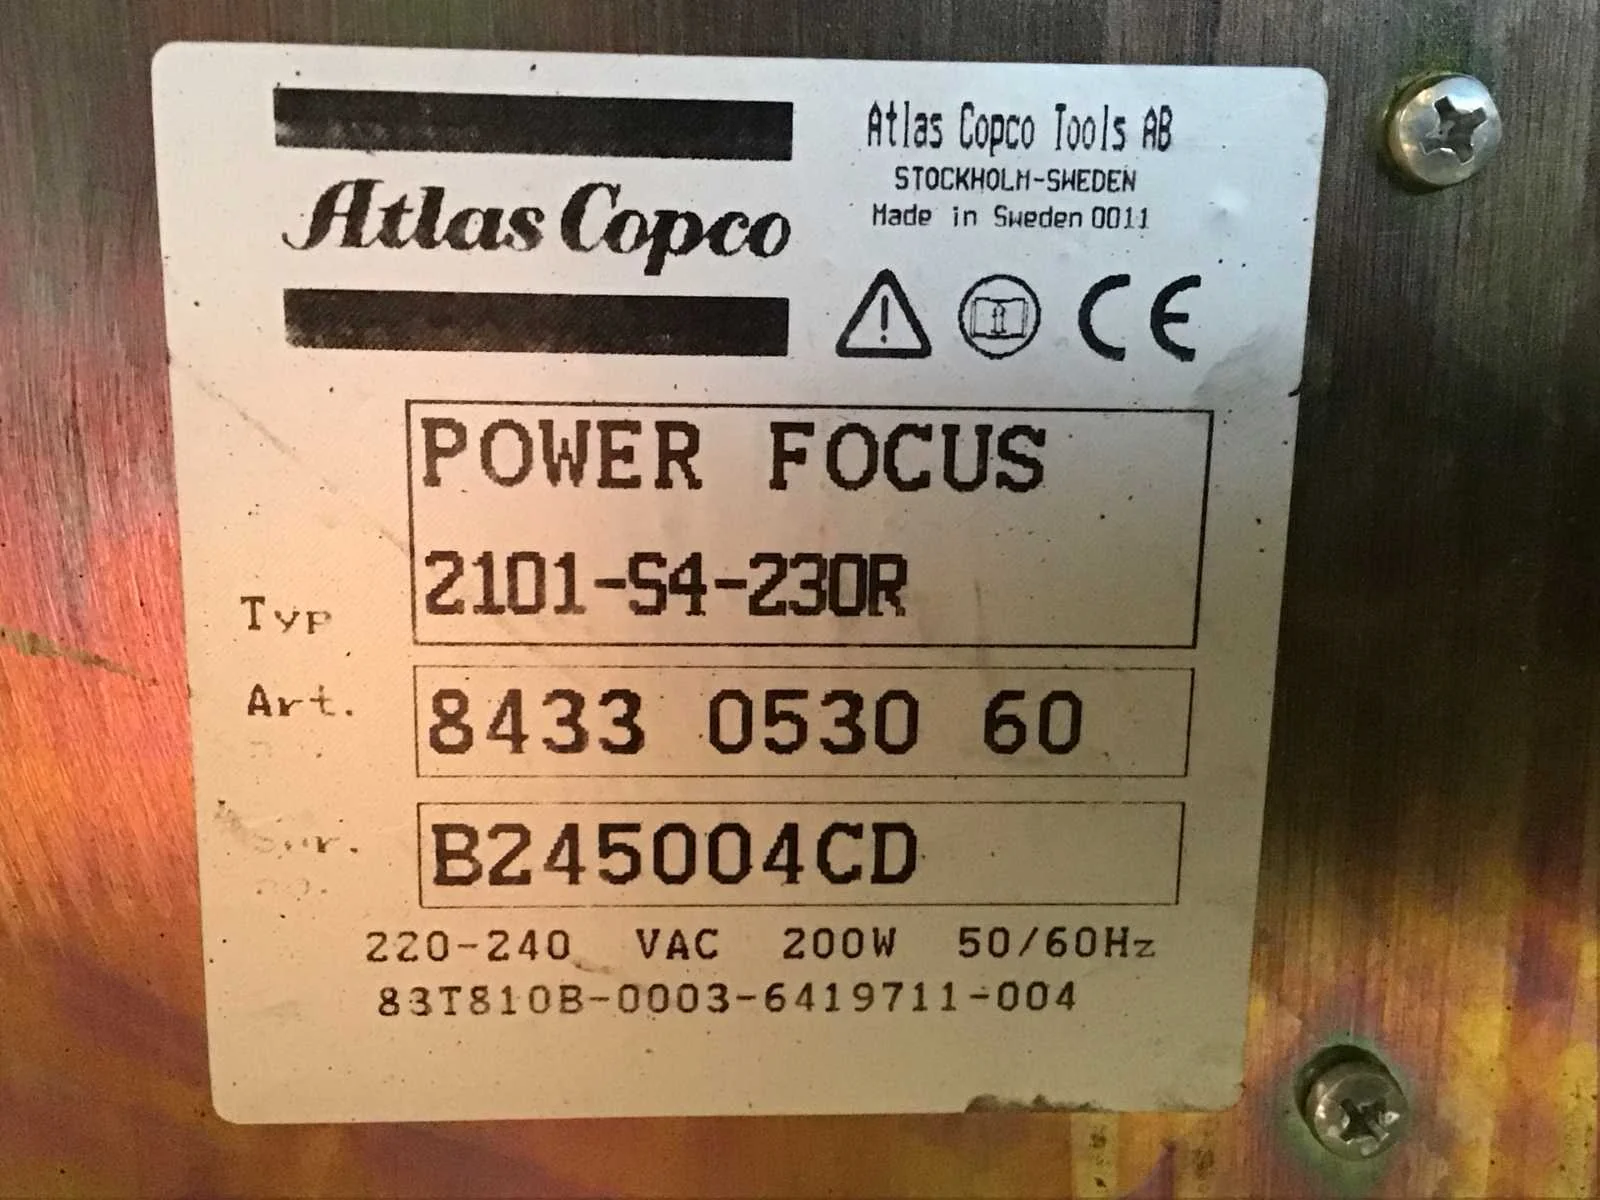 Atlas Copco
Atlas Copco Tools AB
STOCKHOLM-SWEDEN
Made in Sweden 0011
CE
POWER FOCUS
Typ 2101-S4-230R
Art. 8433 0530 60
B245004CD
220-240 VAC 200W 50/60Hz
83T810B-0003-6419711-004